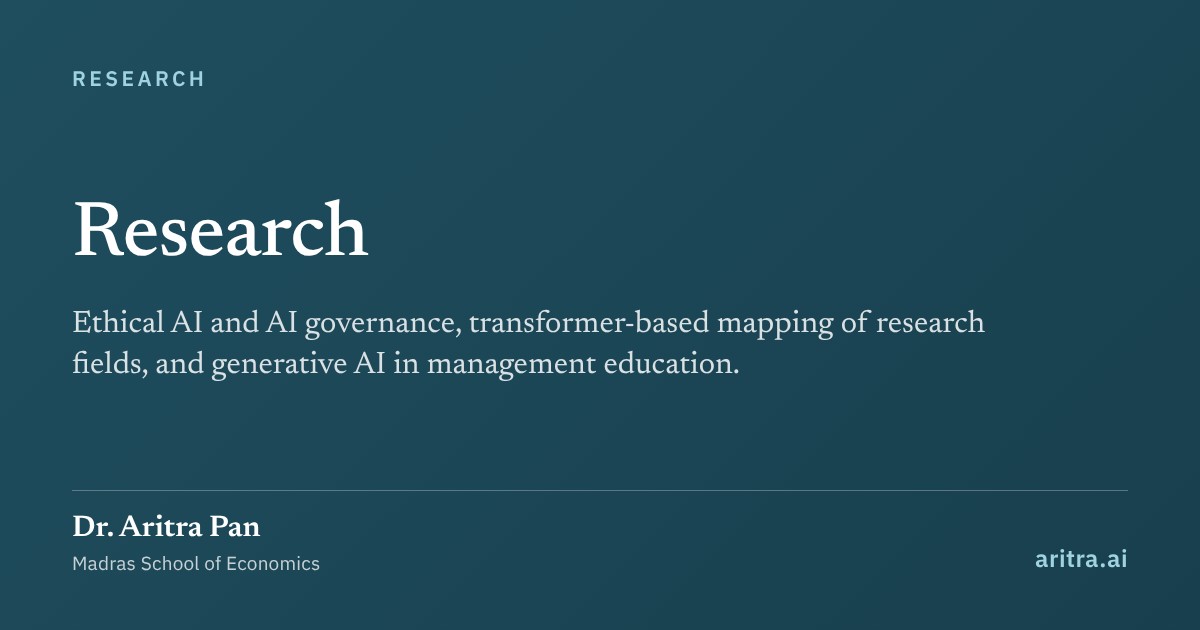 RESEARCH
Research
Ethical AI and AI governance, transformer-based mapping of research
fields, and generative AI in management education.
Dr. Aritra Pan
Madras School of Economics
aritra.ai